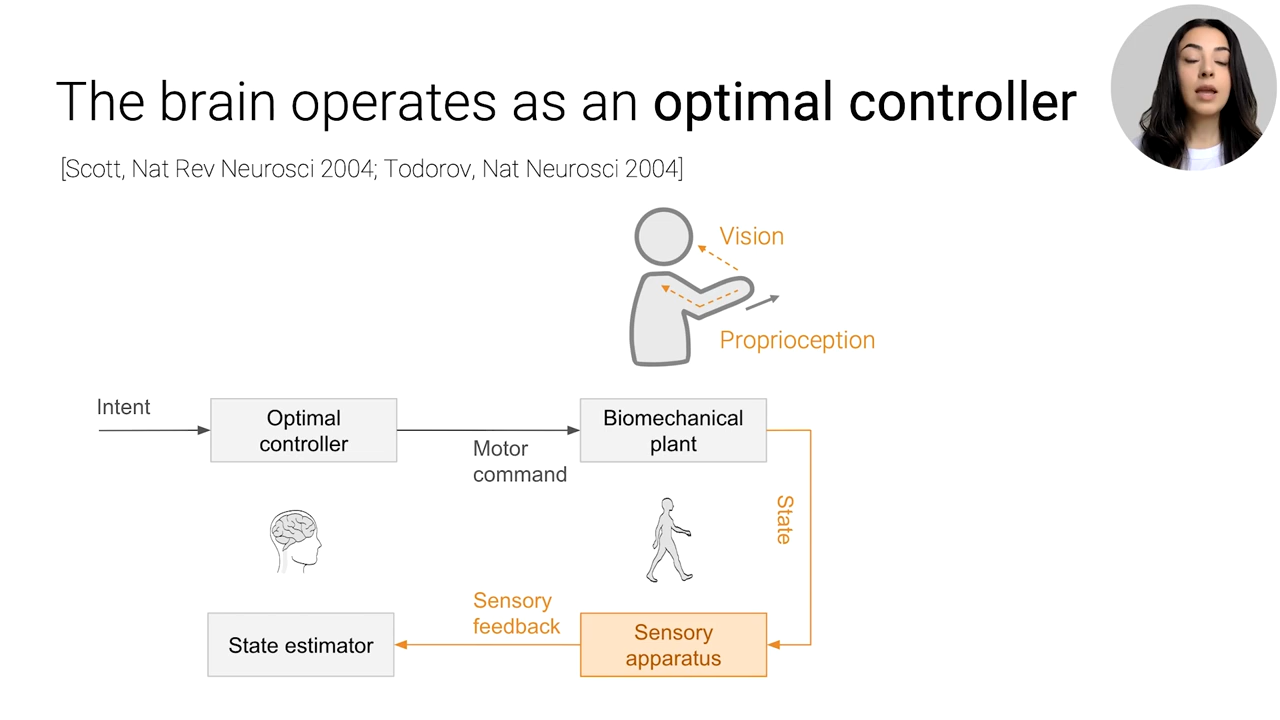 The brain operates as an optimal controller
[Scott, Nat Rev Neurosci 2004; Todorov, Nat Neurosci 2004]
Vision
Proprioception
Intent
Optimal
controller
Motor
command
Biomechanical
plant
State
Sensory
apparatus
Sensory
feedback
State estimator